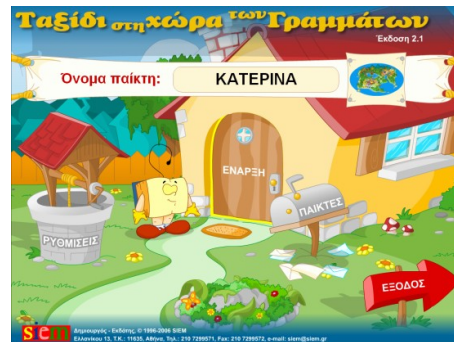 Ταξίδι στη χώρα των Γραμμάτων
Έκδοση 2.1
Όνομα παίκτη: ΚΑΤΕΡΙΝΑ
ΕΝΑΡΞΗ
ΠΑΙΚΤΕΣ
ΡΥΘΜΙΣΕΙΣ
ΕΞΟΔΟΣ
siem
Δημιουργός - Εκδότης, © 1996-2006 SIEM
Ελλανίκου 13, Τ.Κ.: 11635, Αθήνα, Τηλ.: 210 7299571, Fax: 210 7299572, e-mail: siem@siem.gr